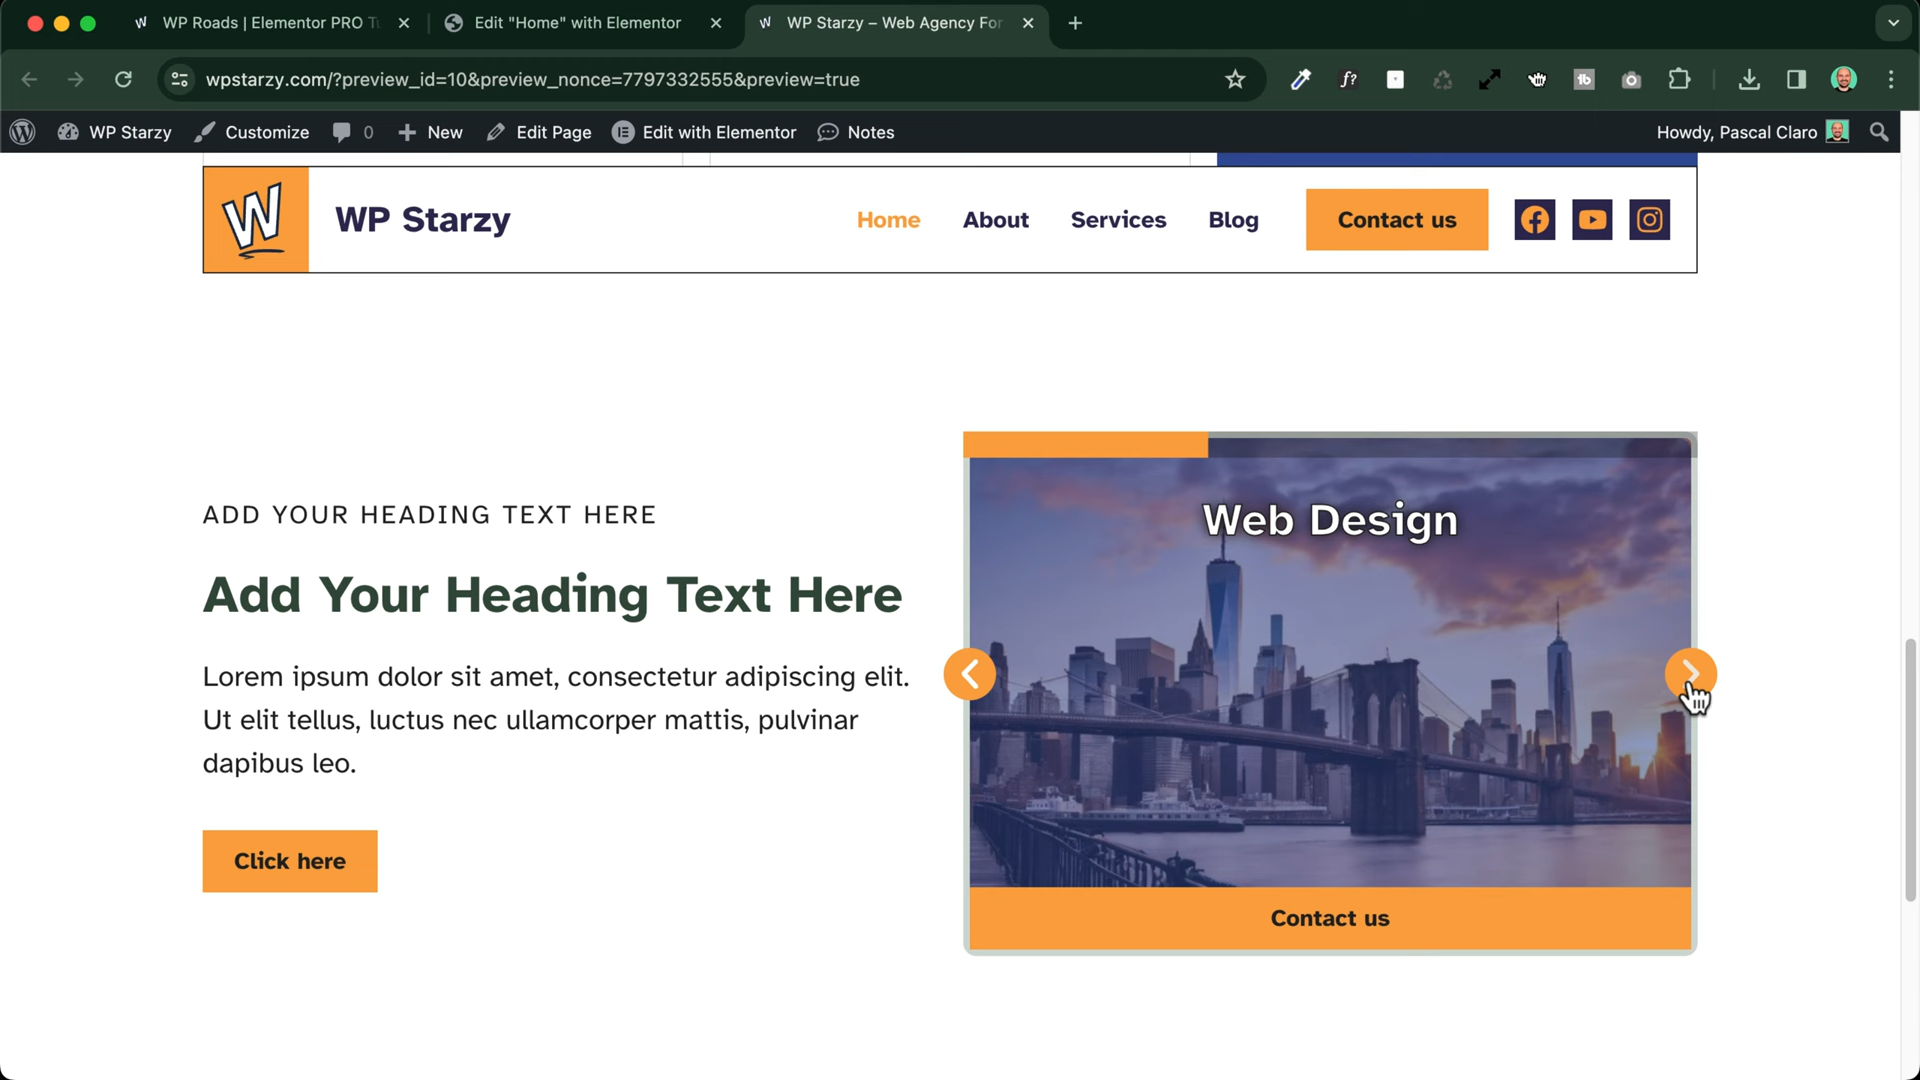 WP Roads | Elementor PRO T
Edit "Home" with Elementor
WP Starzy – Web Agency For
wpstarzy.com/?preview_id=10&preview_nonce=7797332555&preview=true
WP Starzy
Customize
0
New
Edit Page
Edit with Elementor
Notes
Howdy, Pascal Claro
W
WP Starzy
Home
About
Services
Blog
Contact us
ADD YOUR HEADING TEXT HERE
Add Your Heading Text Here
Lorem ipsum dolor sit amet, consectetur adipiscing elit.
Ut elit tellus, luctus nec ullamcorper mattis, pulvinar
dapibus leo.
Click here
Web Design
Contact us